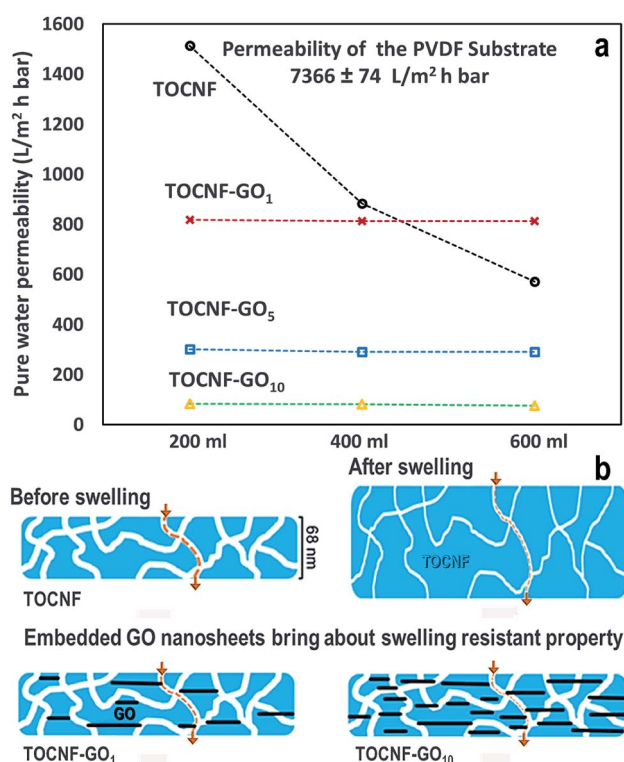 a
Permeability of the PVDF Substrate
7366 ± 74 L/m² h bar
Pure water permeability (L/m² h bar)
1600
1400
1200
1000
800
600
400
200
0
TOCNF
TOCNF-GO₁
TOCNF-GO₅
TOCNF-GO₁₀
200 ml
400 ml
600 ml
b
Before swelling
After swelling
68 nm
TOCNF
TOCNF
Embedded GO nanosheets bring about swelling resistant property
GO
TOCNF-GO₁
TOCNF-GO₁₀